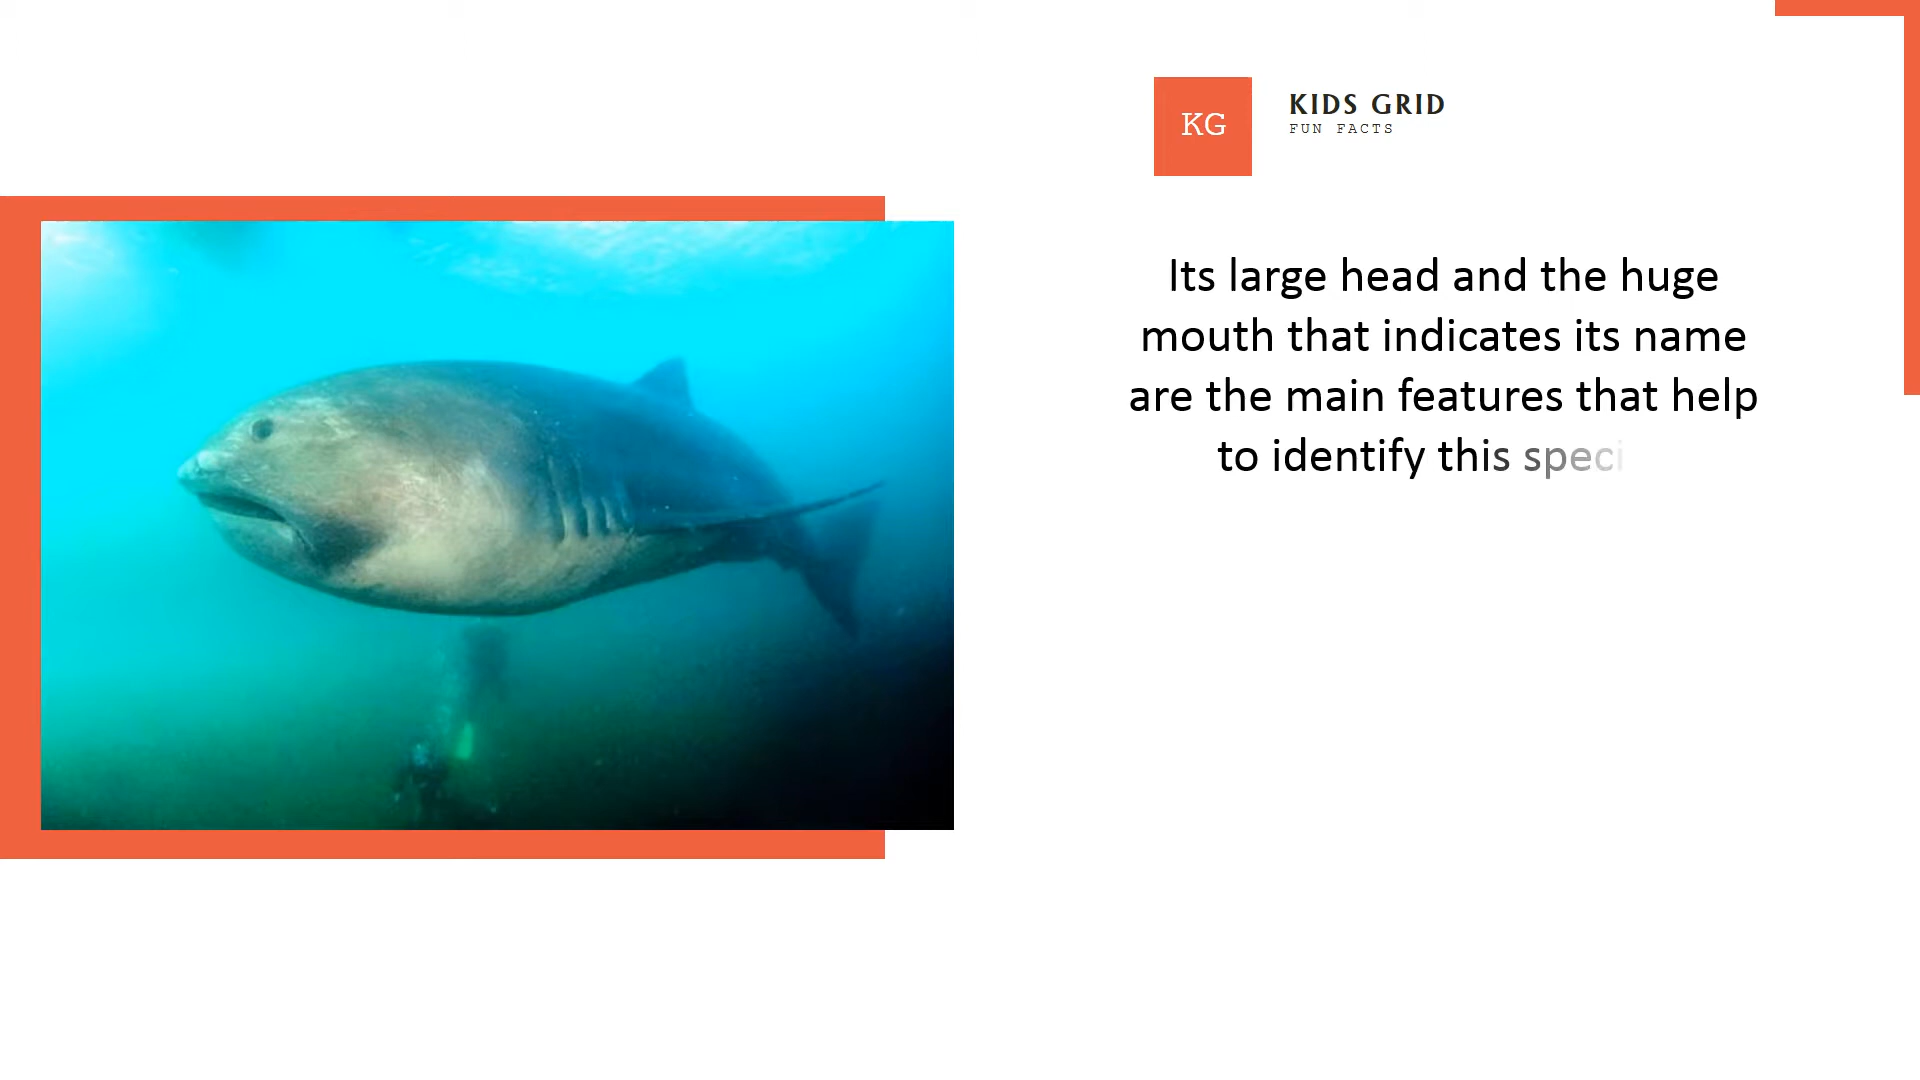 KG
KIDS GRID
FUN FACTS
Its large head and the huge
mouth that indicates its name
are the main features that help
to identify this speci